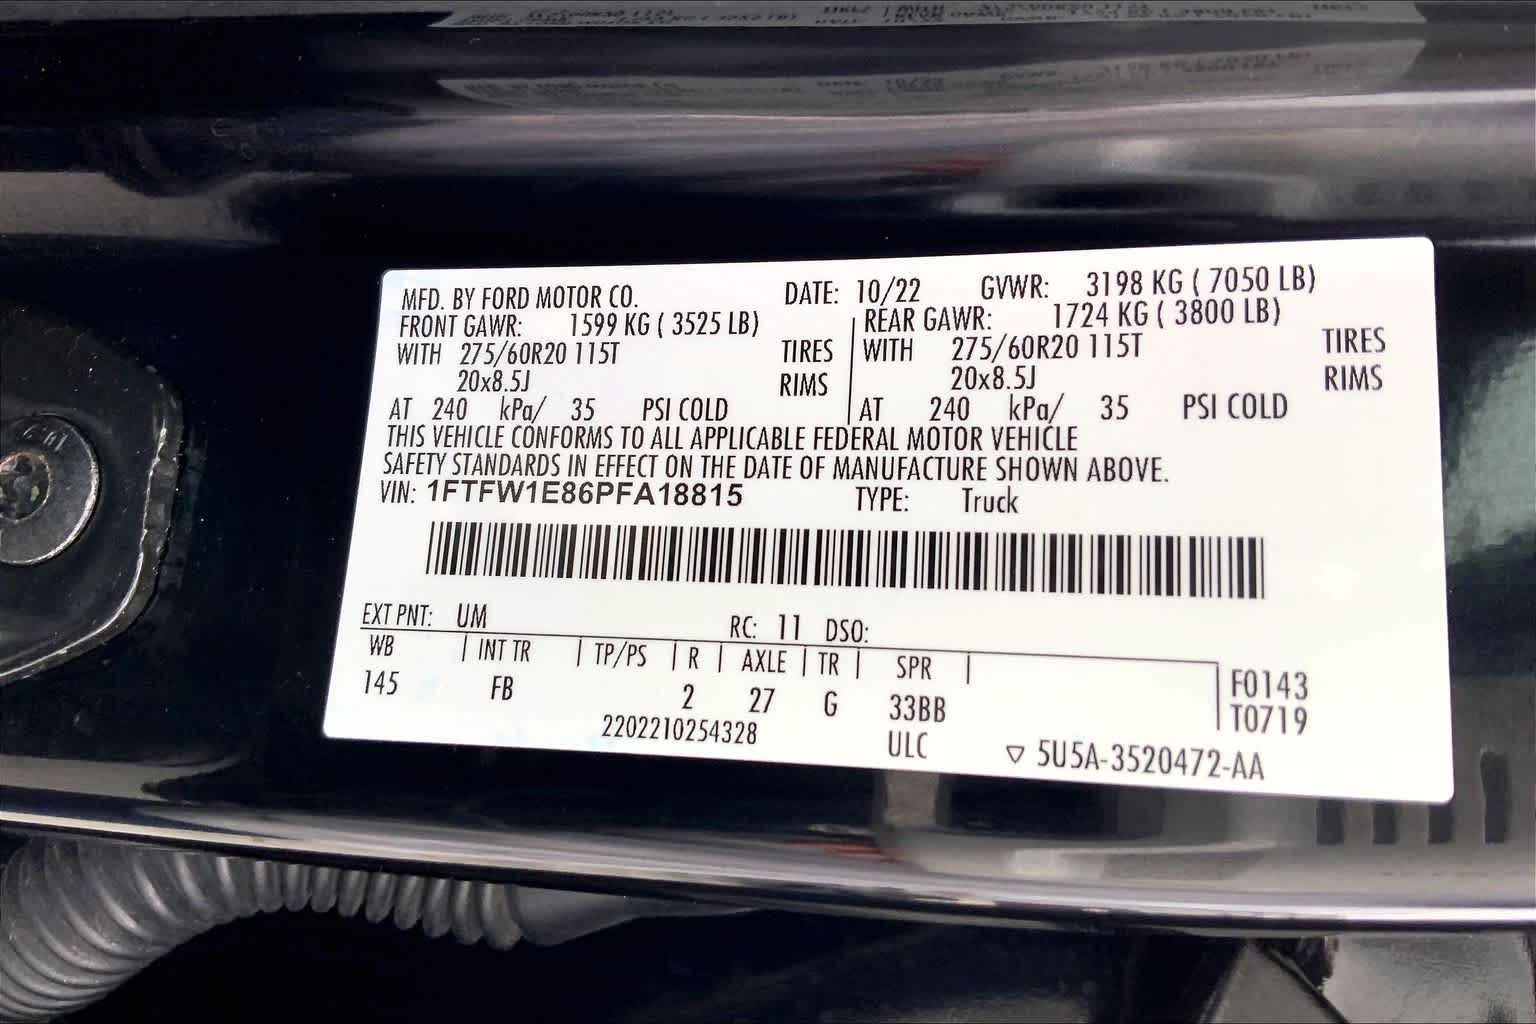 MFD. BY FORD MOTOR CO. DATE: 10/22 GVWR: 3198 KG ( 7050 LB)
FRONT GAWR: 1599 KG ( 3525 LB) REAR GAWR: 1724 KG ( 3800 LB)
WITH 275/60R20 115T TIRES WITH 275/60R20 115T TIRES
20x8.5J RIMS 20x8.5J RIMS
AT 240 kPa/ 35 PSI COLD AT 240 kPa/ 35 PSI COLD
THIS VEHICLE CONFORMS TO ALL APPLICABLE FEDERAL MOTOR VEHICLE
SAFETY STANDARDS IN EFFECT ON THE DATE OF MANUFACTURE SHOWN ABOVE.
VIN: 1FTFW1E86PFA18815 TYPE: Truck
EXT PNT: UM RC: 11 DSO:
WB INT TR TP/PS R AXLE TR SPR F0143
145 FB 2 27 G 33BB T0719
2202210254328 ULC ▽ 5U5A-3520472-AA